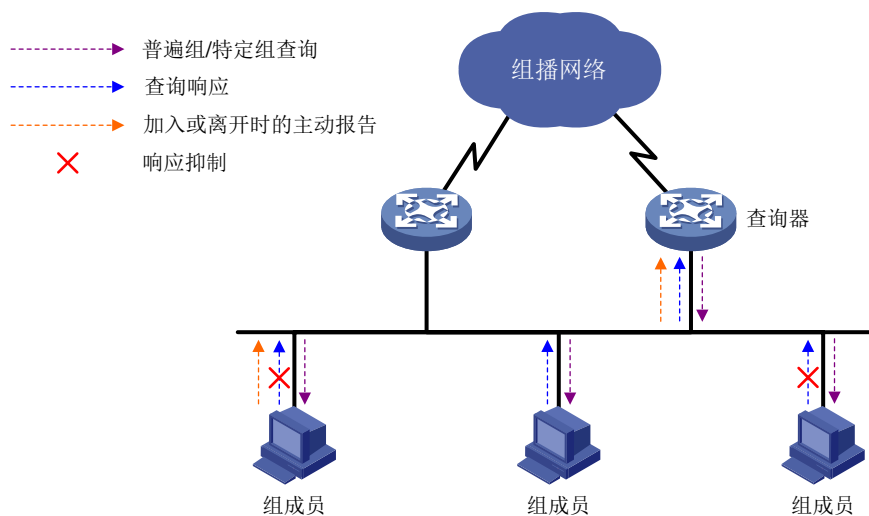 普遍组/特定组查询
查询响应
加入或离开时的主动报告
响应抑制
组播网络
查询器
组成员
组成员
组成员